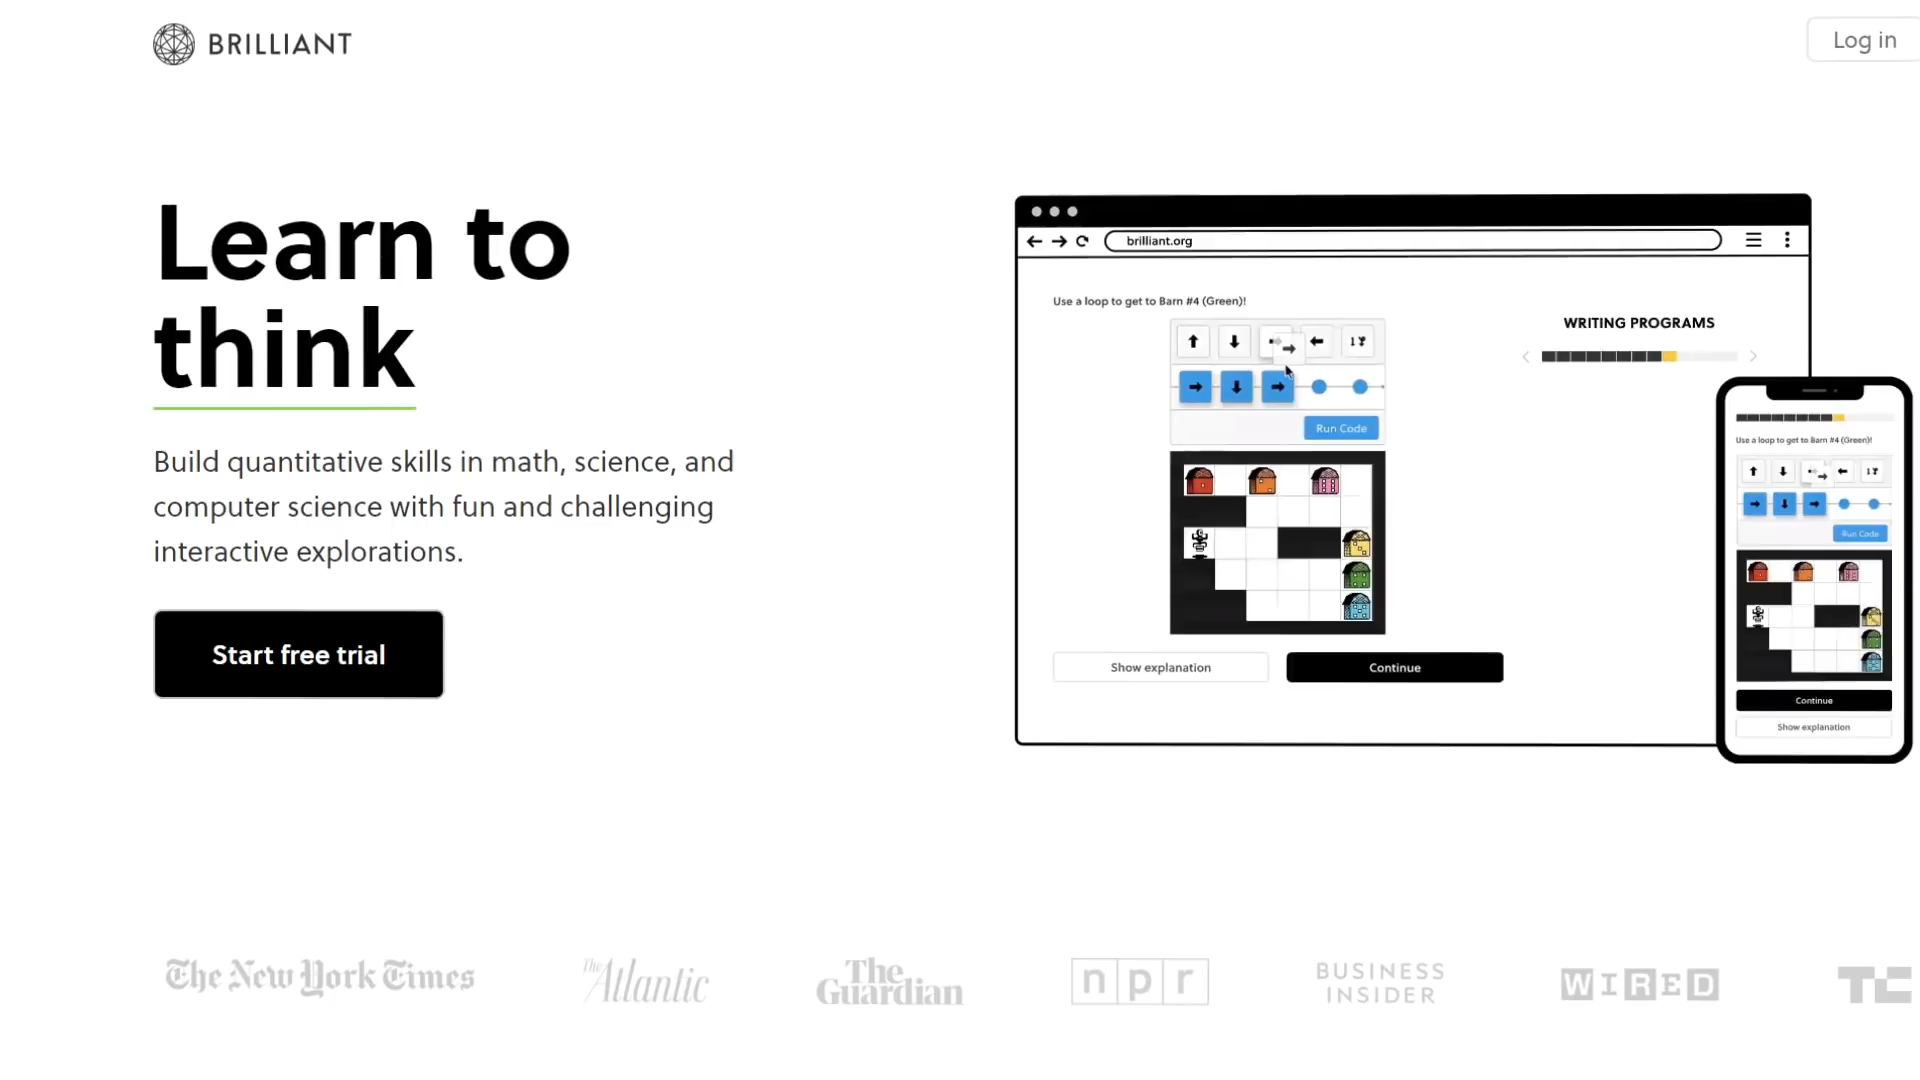 BRILLIANT
Log in
Learn to
think
Build quantitative skills in math, science, and
computer science with fun and challenging
interactive explorations.
Start free trial
brilliant.org
Use a loop to get to Barn #4 (Green)!
WRITING PROGRAMS
Run Code
Show explanation
Continue
Use a loop to get to Barn #4 (Green)!
Run Code
Continue
Show explanation
The New York Times
The Atlantic
The
Guardian
npr
BUSINESS
INSIDER
WIRED
TC